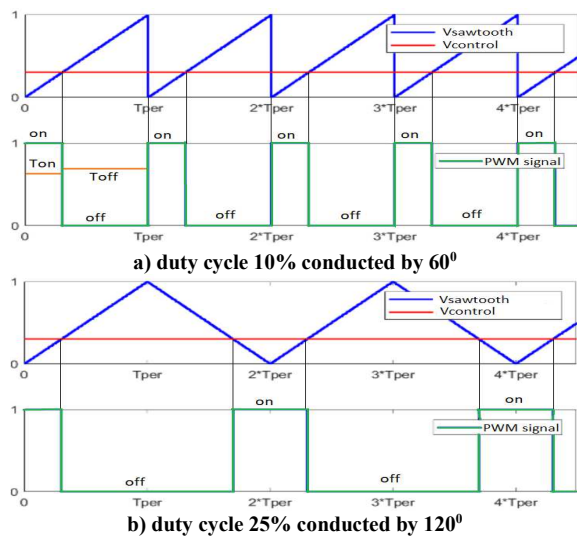 1
Vsawtooth
Vcontrol
0
0 Tper 2*Tper 3*Tper 4*Tper
on on on on on
1
Ton
Toff
PWM signal
off off off off
0
0 Tper 2*Tper 3*Tper 4*Tper
a) duty cycle 10% conducted by 60⁰
1
Vsawtooth
Vcontrol
0
0 Tper 2*Tper 3*Tper 4*Tper
on on
1
PWM signal
off off
0
0 Tper 2*Tper 3*Tper 4*Tper
b) duty cycle 25% conducted by 120⁰